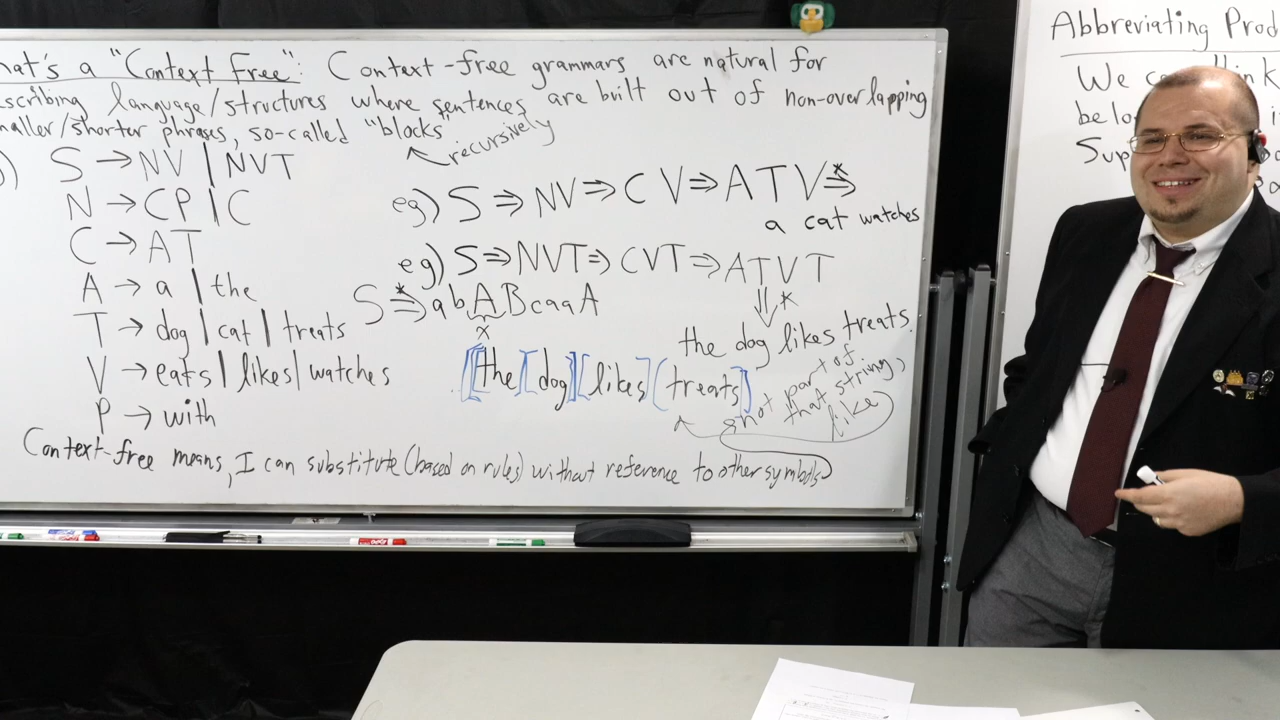 hat's a "Context Free": Context-free grammars are natural for
scribing language/structures where sentences are built out of non-overlapping
naller/shorter phrases, so-called "blocks"
recursively
S → NV | NVT
N → CP | C
C → AT
A → a | the
T → dog | cat | treats
V → eats | likes | watches
P → with
eg) S ⇒ NV ⇒ CV ⇒ ATV ⇒*
a cat watches
eg) S ⇒ NVT ⇒ CVT ⇒ ATVT
⇓*
the dog likes treats
S ⇒* abABcaaA
x
[[the][dog]][likes](treats)]
not part of
that string,
like
Context-free means, I can substitute (based on rules) without reference to other symbols
Abbreviating Prod
We
belo
Sup